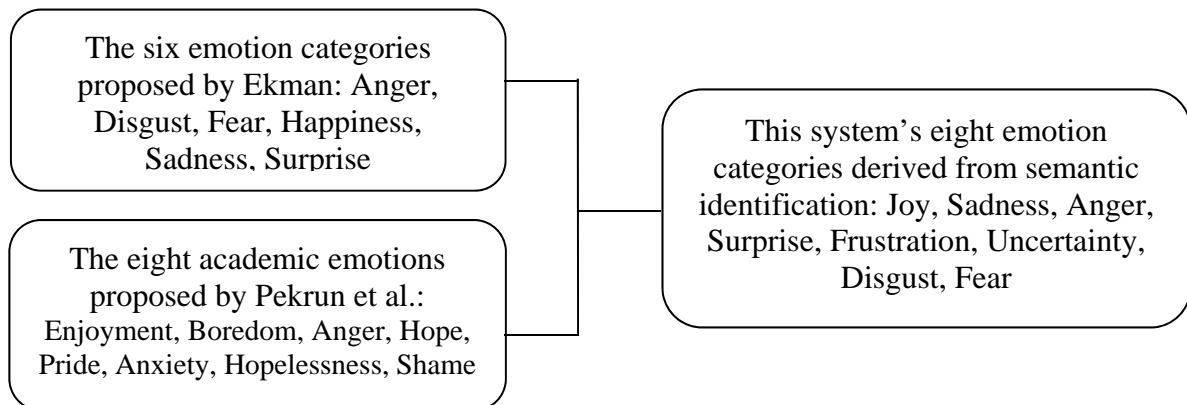 The six emotion categories
proposed by Ekman: Anger,
Disgust, Fear, Happiness,
Sadness, Surprise
The eight academic emotions
proposed by Pekrun et al.:
Enjoyment, Boredom, Anger, Hope,
Pride, Anxiety, Hopelessness, Shame
This system’s eight emotion
categories derived from semantic
identification: Joy, Sadness, Anger,
Surprise, Frustration, Uncertainty,
Disgust, Fear